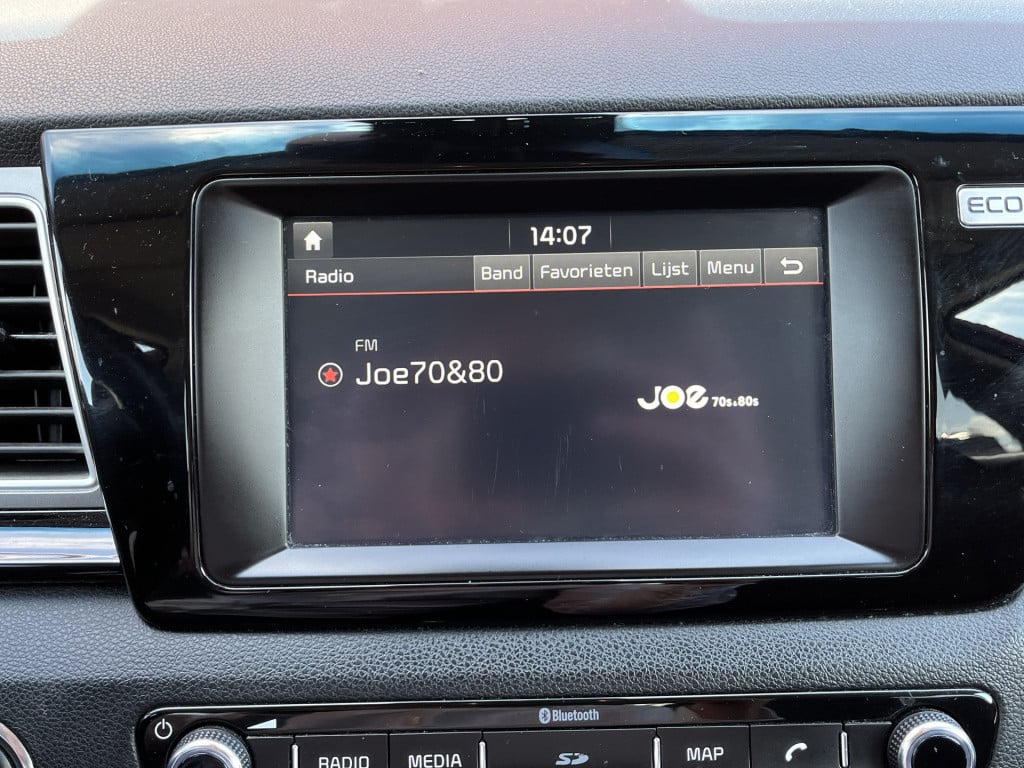 ECO
14:07
Radio Band Favorieten Lijst Menu
FM
Joe70&80
JOE 70s&80s
Bluetooth
RADIO MEDIA SD MAP